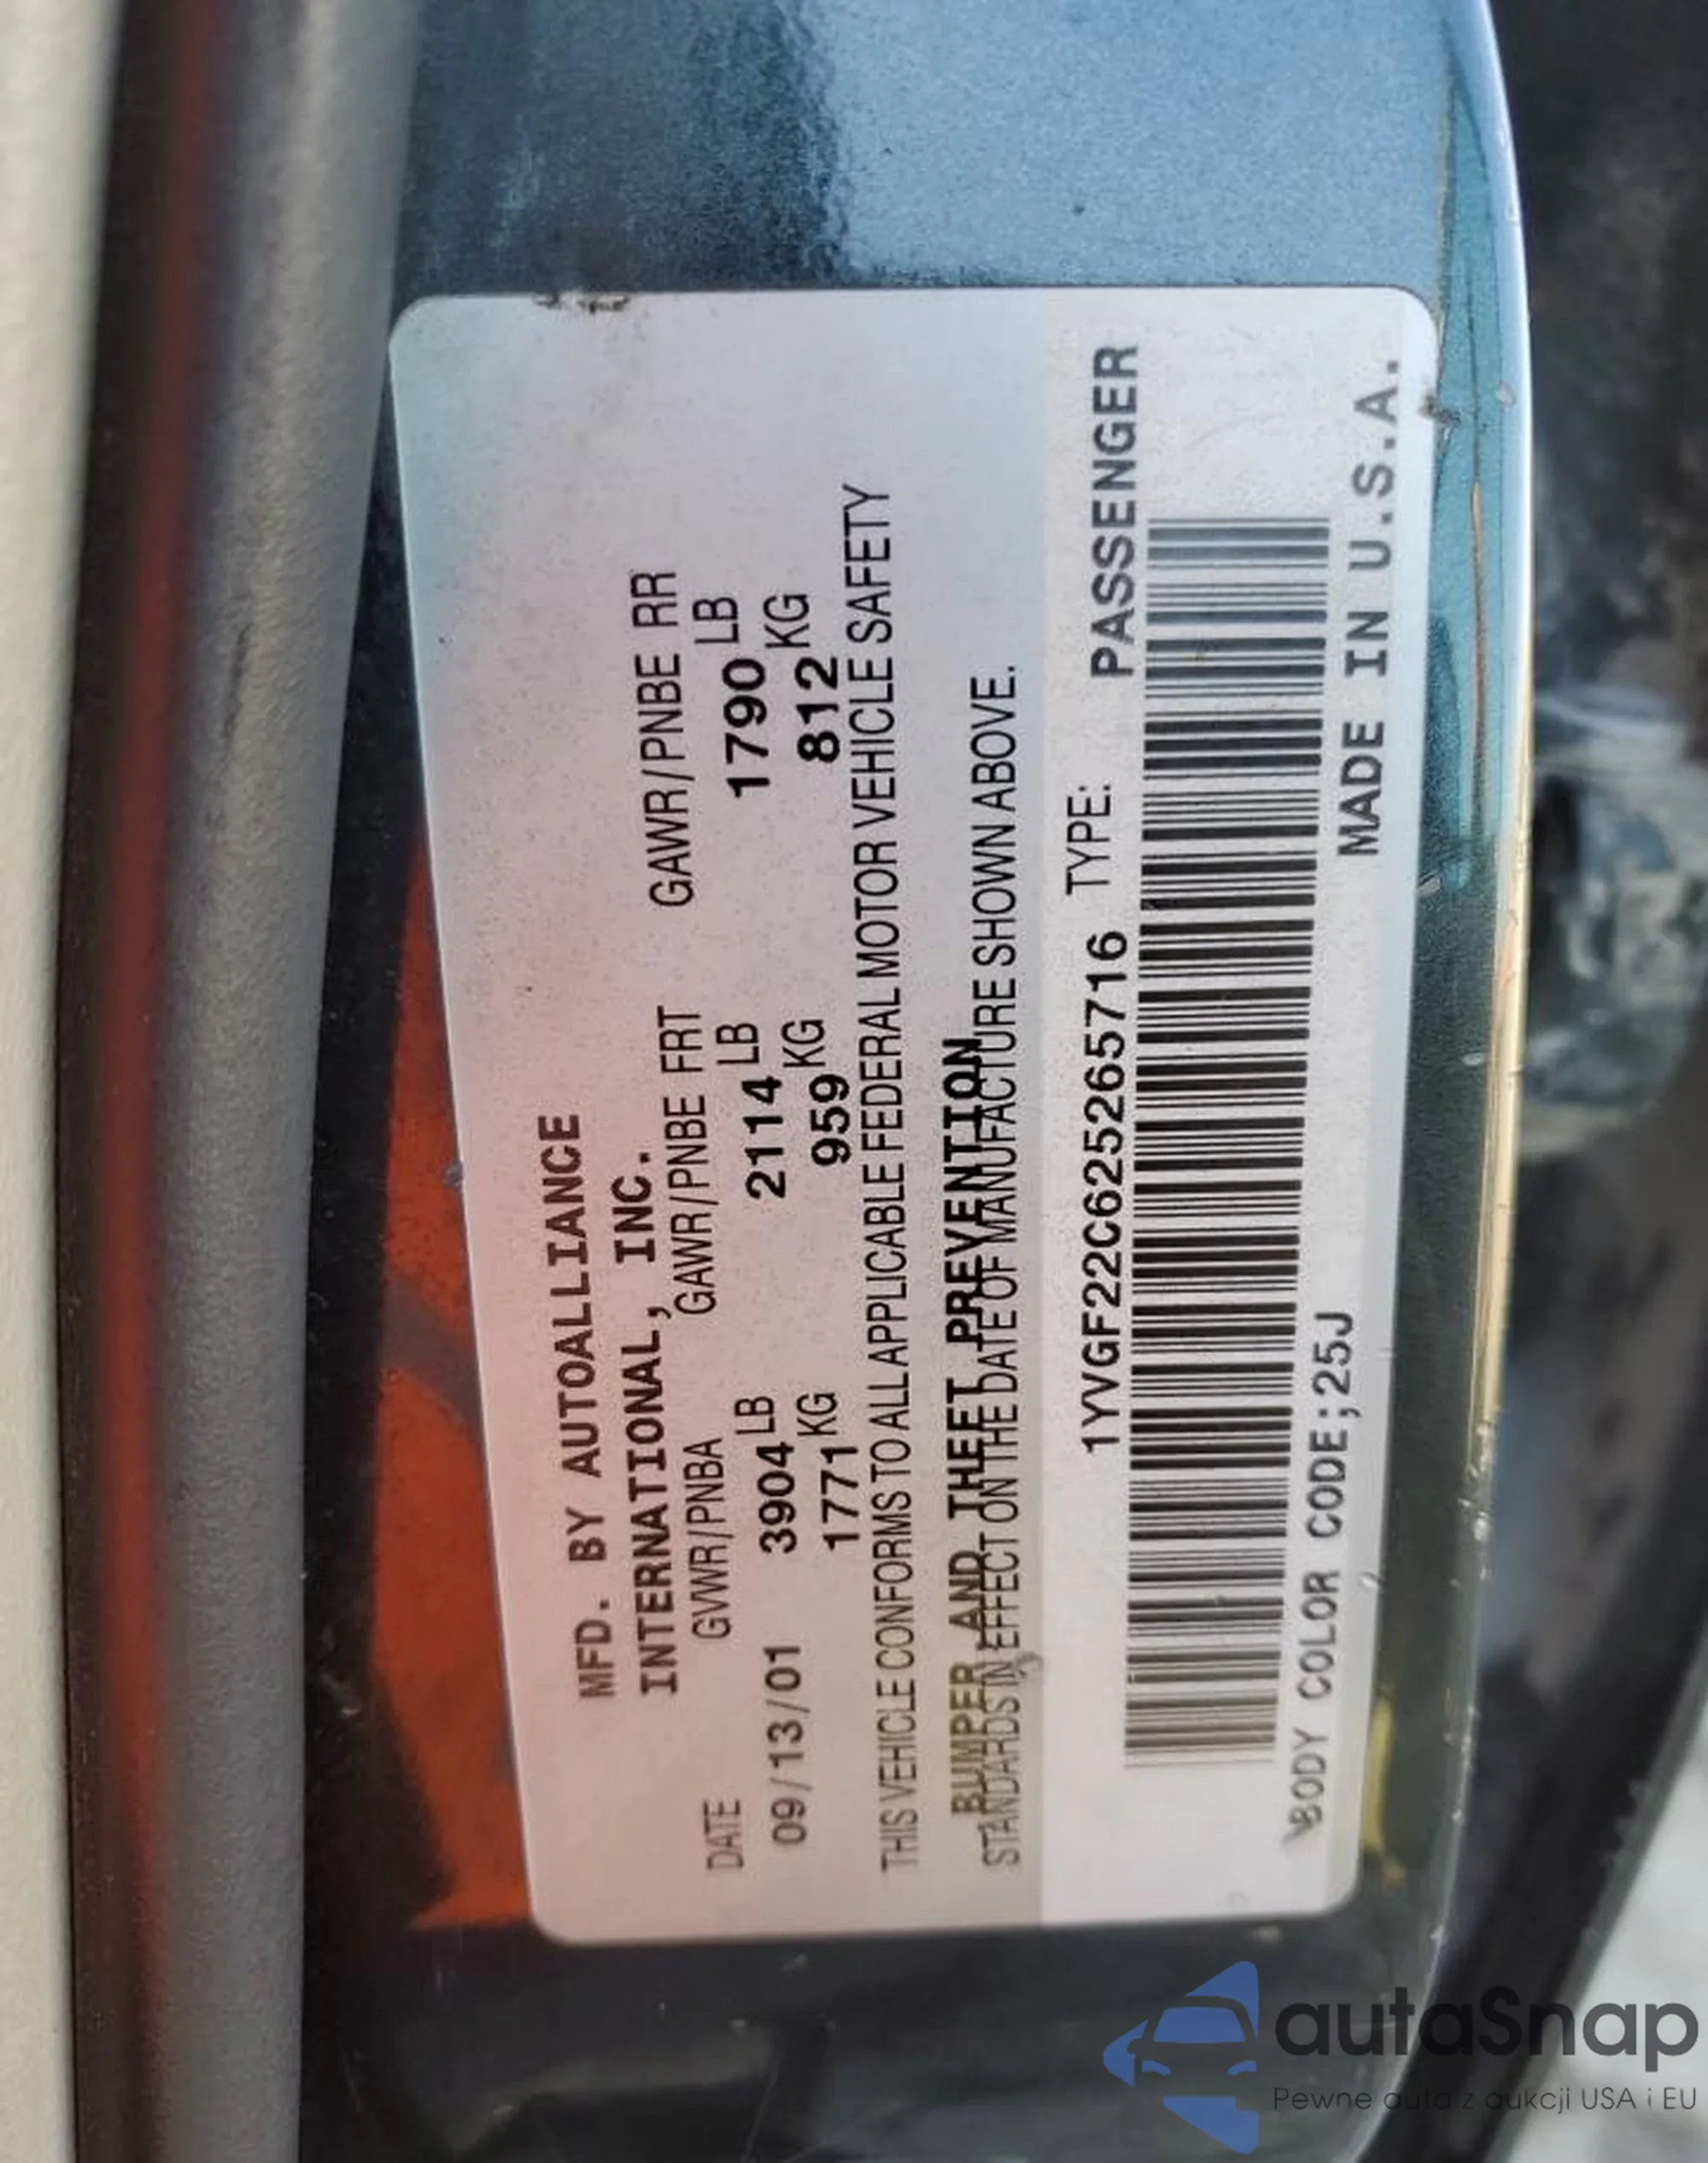 MFD. BY AUTOALLIANCE
INTERNATIONAL, INC.
DATE GVWR/PNBA GAWR/PNBE FRT GAWR/PNBE RR
09/13/01 3904 LB 2114 LB 1790 LB
1771 KG 959 KG 812 KG
THIS VEHICLE CONFORMS TO ALL APPLICABLE FEDERAL MOTOR VEHICLE SAFETY
BUMPER, AND THEFT PREVENTION
STANDARDS IN EFFECT ON THE DATE OF MANUFACTURE SHOWN ABOVE.
1YVGF22C625265716 TYPE: PASSENGER
BODY COLOR CODE;25J MADE IN U.S.A.
autaSnap
Pewne auta z aukcji USA i EU